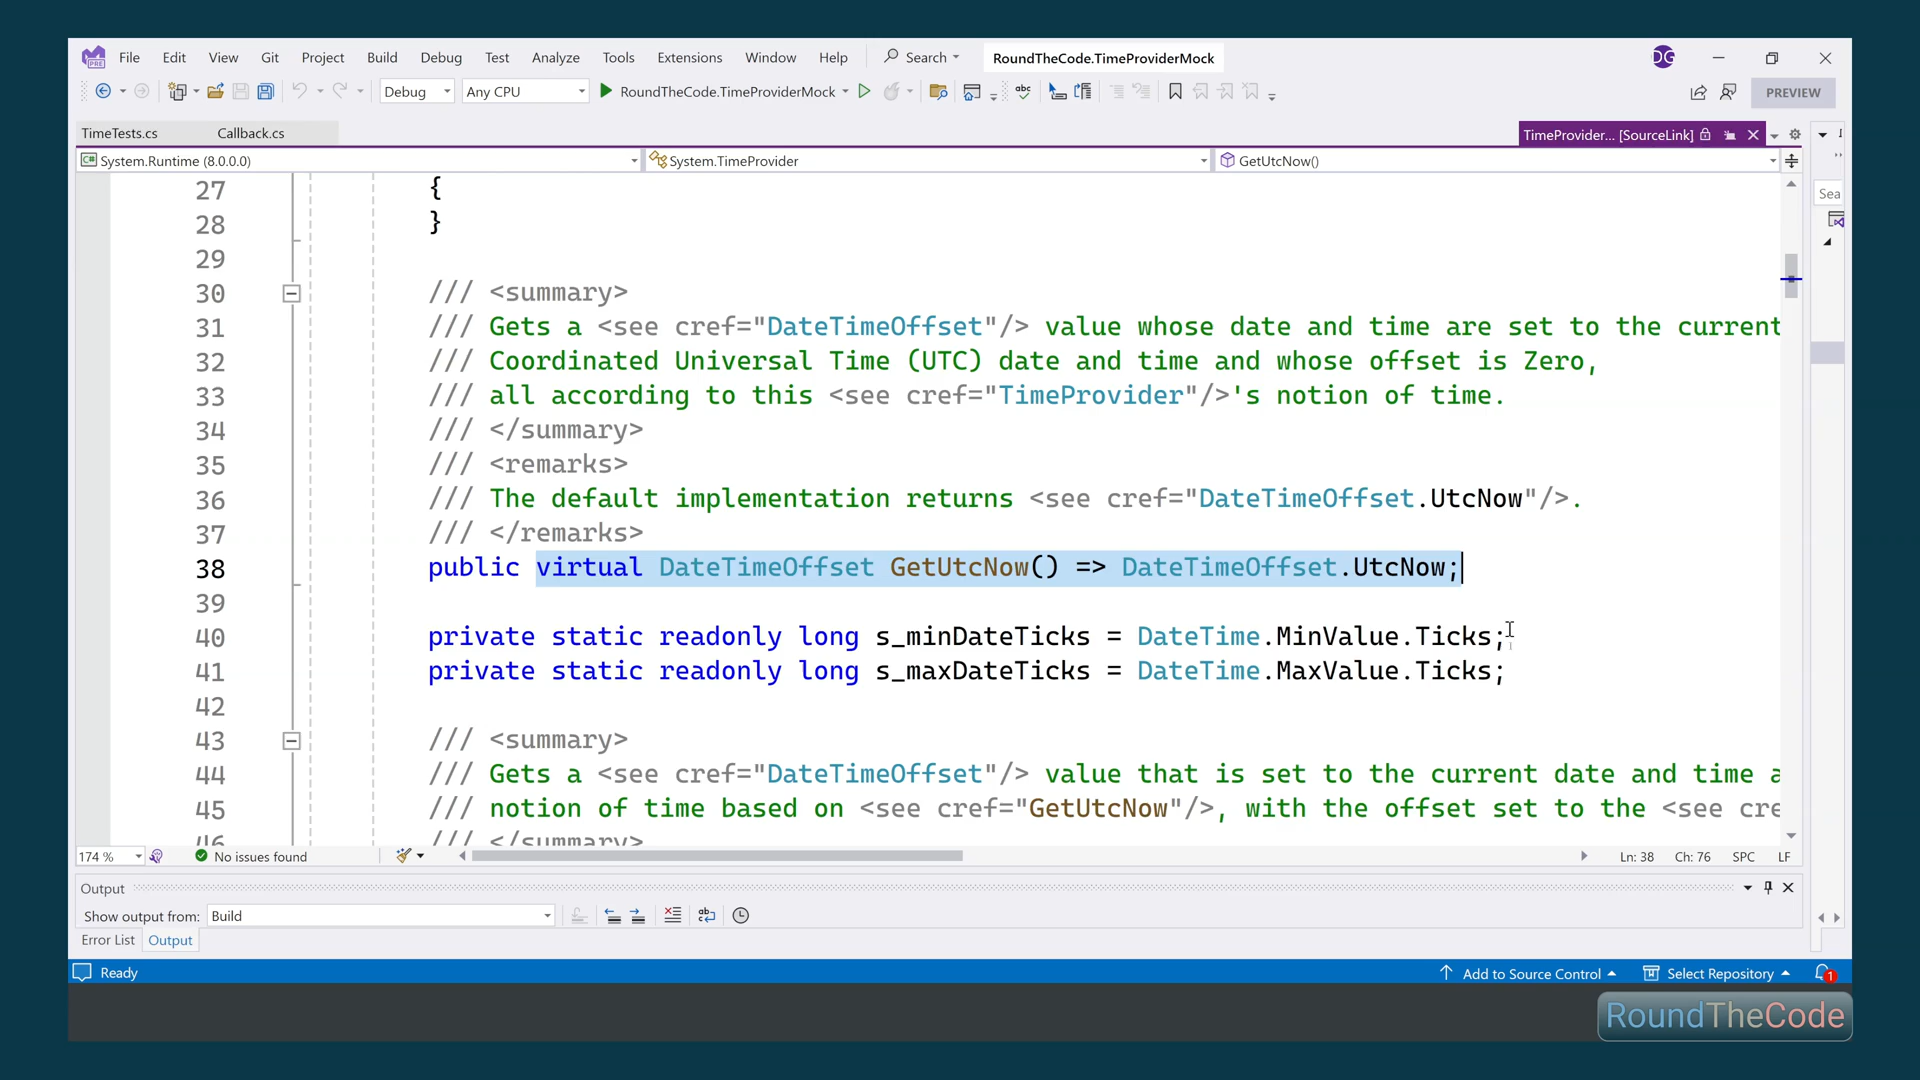 File Edit View Git Project Build Debug Test Analyze Tools Extensions Window Help Search RoundTheCode.TimeProviderMock DG
PRE
Debug Any CPU RoundTheCode.TimeProviderMock abc PREVIEW
TimeTests.cs Callback.cs TimeProvider... [SourceLink]
C# System.Runtime (8.0.0.0) System.TimeProvider GetUtcNow()
Sea
27 {
28 }
29
30 /// <summary>
31 /// Gets a <see cref="DateTimeOffset"/> value whose date and time are set to the current
32 /// Coordinated Universal Time (UTC) date and time and whose offset is Zero,
33 /// all according to this <see cref="TimeProvider"/>'s notion of time.
34 /// </summary>
35 /// <remarks>
36 /// The default implementation returns <see cref="DateTimeOffset.UtcNow"/>.
37 /// </remarks>
38 public virtual DateTimeOffset GetUtcNow() => DateTimeOffset.UtcNow;
39
40 private static readonly long s_minDateTicks = DateTime.MinValue.Ticks;
41 private static readonly long s_maxDateTicks = DateTime.MaxValue.Ticks;
42
43 /// <summary>
44 /// Gets a <see cref="DateTimeOffset"/> value that is set to the current date and time a
45 /// notion of time based on <see cref="GetUtcNow"/>, with the offset set to the <see cre
46 /// </summary>
174 % No issues found Ln: 38 Ch: 76 SPC LF
Output
Show output from: Build
Error List Output
Ready Add to Source Control Select Repository 1
RoundTheCode